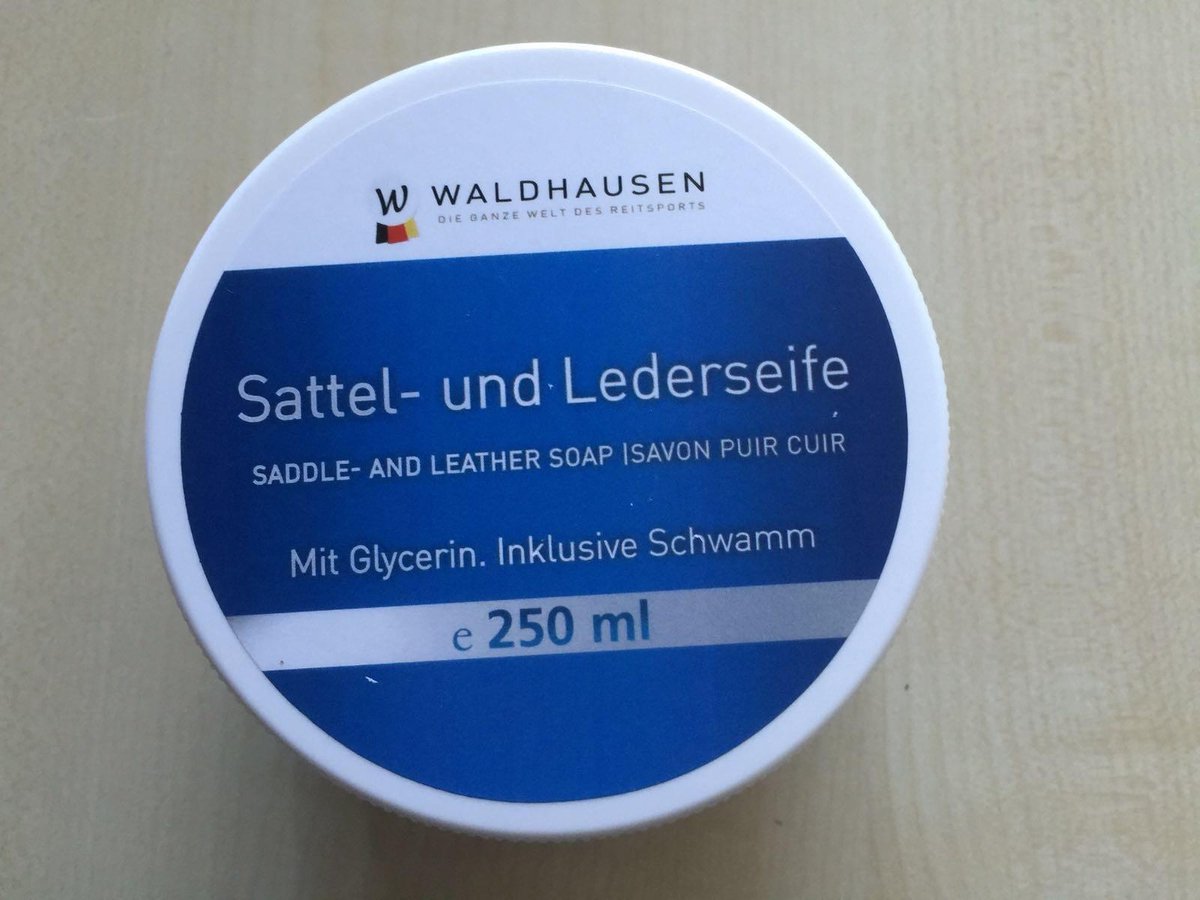 W WALDHAUSEN
DIE GANZE WELT DES REITSPORTS
Sattel- und Lederseife
SADDLE- AND LEATHER SOAP |SAVON PUIR CUIR
Mit Glycerin. Inklusive Schwamm
e 250 ml